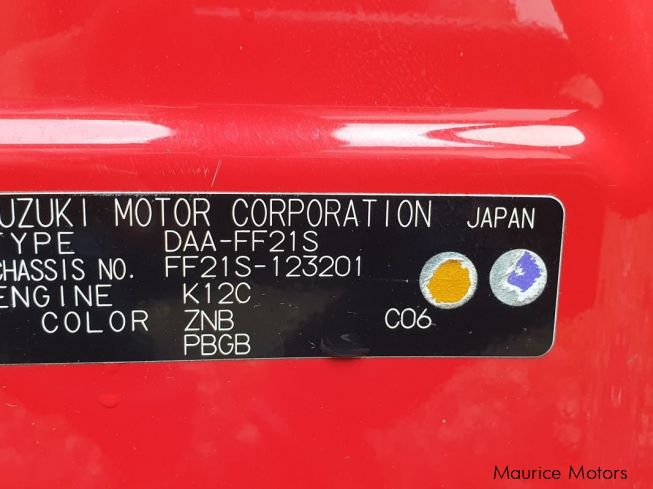 UZUKI MOTOR CORPORATION JAPAN
TYPE DAA-FF21S
CHASSIS NO. FF21S-123201
ENGINE K12C
COLOR ZNB C06
PBGB
Maurice Motors